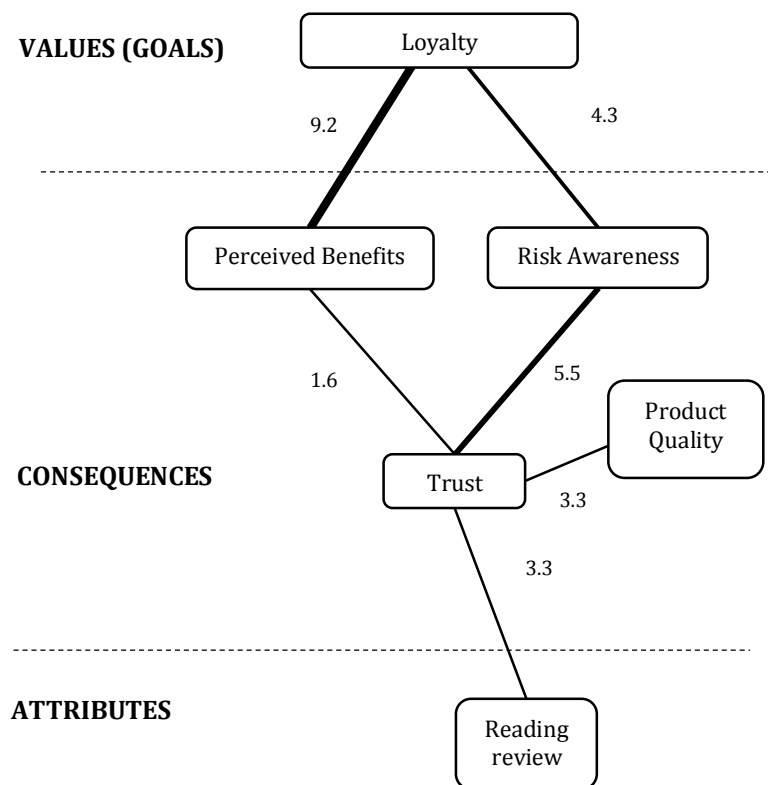 VALUES (GOALS)
Loyalty
9.2
4.3
Perceived Benefits
Risk Awareness
1.6
5.5
Product
Quality
CONSEQUENCES
Trust
3.3
3.3
ATTRIBUTES
Reading
review